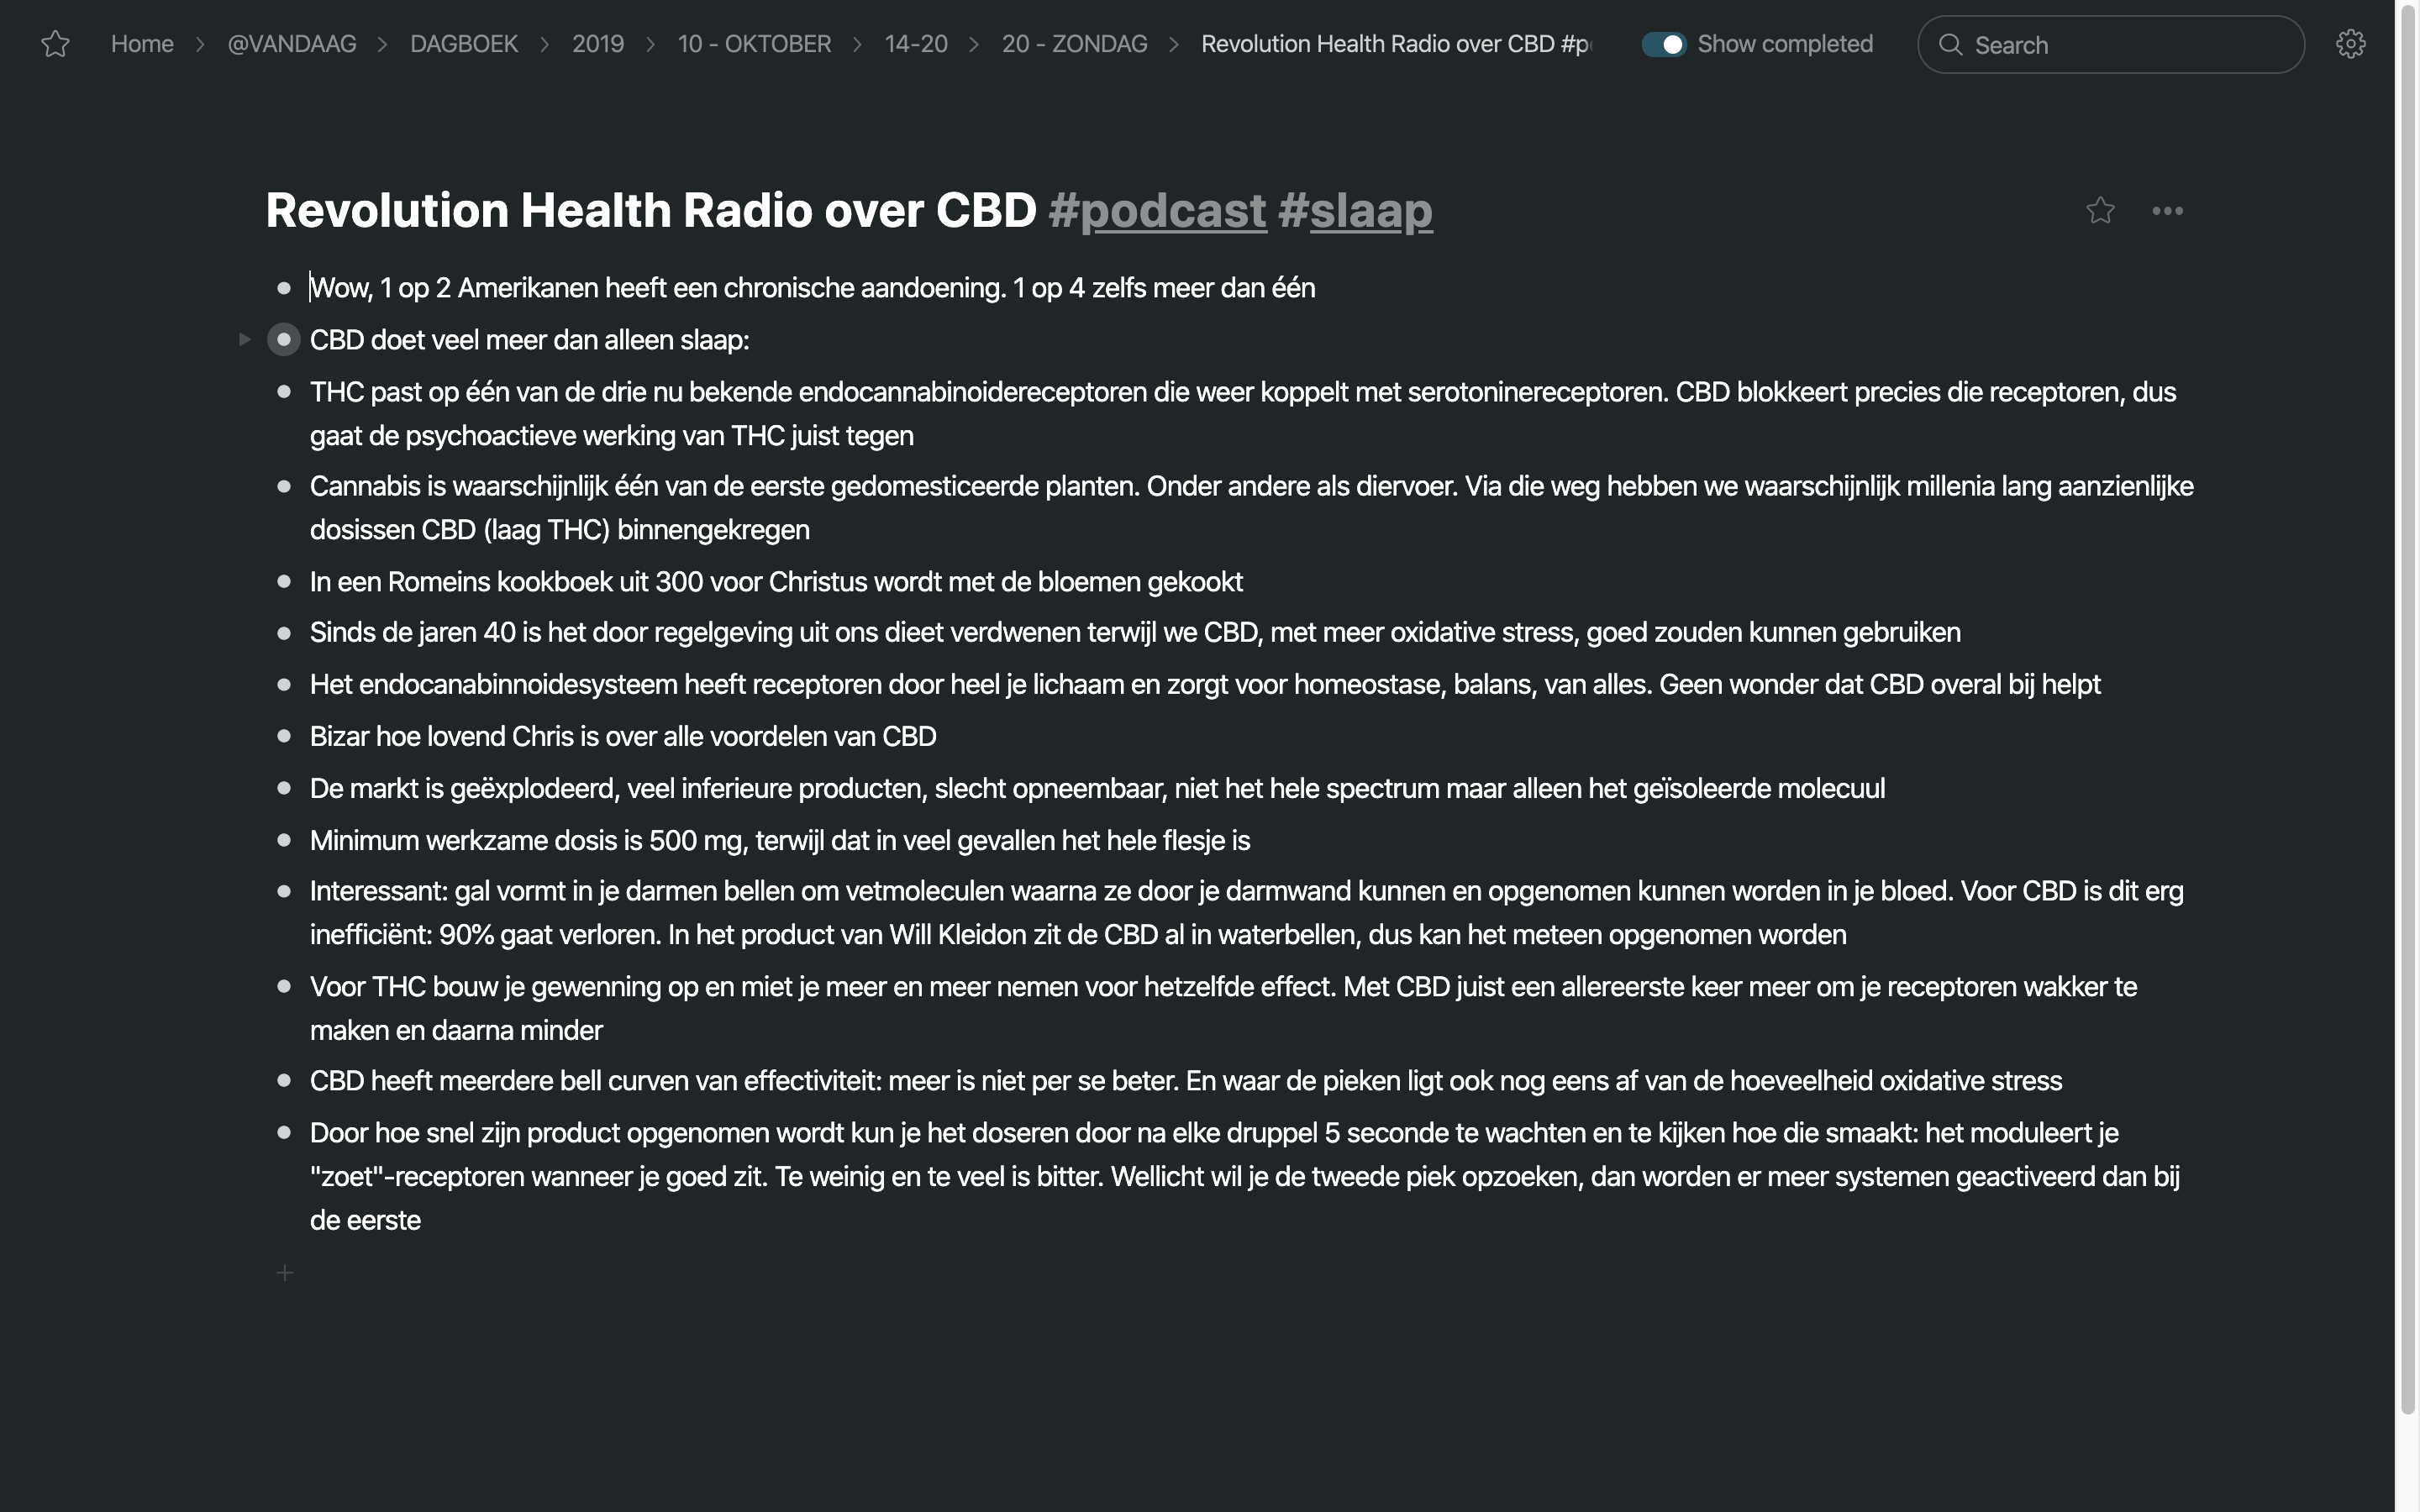 Home > @VANDAAG > DAGBOEK > 2019 > 10 - OKTOBER > 14-20 > 20 - ZONDAG > Revolution Health Radio over CBD #p
Show completed
Search
Revolution Health Radio over CBD #podcast #slaap
Wow, 1 op 2 Amerikanen heeft een chronische aandoening. 1 op 4 zelfs meer dan één
CBD doet veel meer dan alleen slaap:
THC past op één van de drie nu bekende endocannabinoidereceptoren die weer koppelt met serotoninereceptoren. CBD blokkeert precies die receptoren, dus
gaat de psychoactieve werking van THC juist tegen
Cannabis is waarschijnlijk één van de eerste gedomesticeerde planten. Onder andere als diervoer. Via die weg hebben we waarschijnlijk millenia lang aanzienlijke
dosissen CBD (laag THC) binnengekregen
In een Romeins kookboek uit 300 voor Christus wordt met de bloemen gekookt
Sinds de jaren 40 is het door regelgeving uit ons dieet verdwenen terwijl we CBD, met meer oxidative stress, goed zouden kunnen gebruiken
Het endocanabinnoidesysteem heeft receptoren door heel je lichaam en zorgt voor homeostase, balans, van alles. Geen wonder dat CBD overal bij helpt
Bizar hoe lovend Chris is over alle voordelen van CBD
De markt is geëxplodeerd, veel inferieure producten, slecht opneembaar, niet het hele spectrum maar alleen het geïsoleerde molecuul
Minimum werkzame dosis is 500 mg, terwijl dat in veel gevallen het hele flesje is
Interessant: gal vormt in je darmen bellen om vetmoleculen waarna ze door je darmwand kunnen en opgenomen kunnen worden in je bloed. Voor CBD is dit erg
inefficiënt: 90% gaat verloren. In het product van Will Kleidon zit de CBD al in waterbellen, dus kan het meteen opgenomen worden
Voor THC bouw je gewenning op en miet je meer en meer nemen voor hetzelfde effect. Met CBD juist een allereerste keer meer om je receptoren wakker te
maken en daarna minder
CBD heeft meerdere bell curven van effectiviteit: meer is niet per se beter. En waar de pieken ligt ook nog eens af van de hoeveelheid oxidative stress
Door hoe snel zijn product opgenomen wordt kun je het doseren door na elke druppel 5 seconde te wachten en te kijken hoe die smaakt: het moduleert je
"zoet"-receptoren wanneer je goed zit. Te weinig en te veel is bitter. Wellicht wil je de tweede piek opzoeken, dan worden er meer systemen geactiveerd dan bij
de eerste